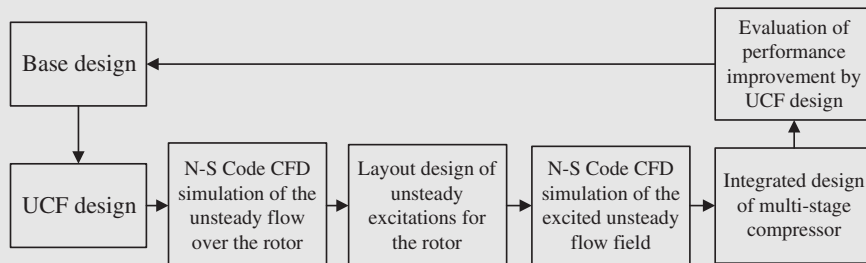 Base design
UCF design
N-S Code CFD
simulation of the
unsteady flow
over the rotor
Layout design of
unsteady
excitations for
the rotor
N-S Code CFD
simulation of the
excited unsteady
flow field
Integrated design
of multi-stage
compressor
Evaluation of
performance
improvement by
UCF design